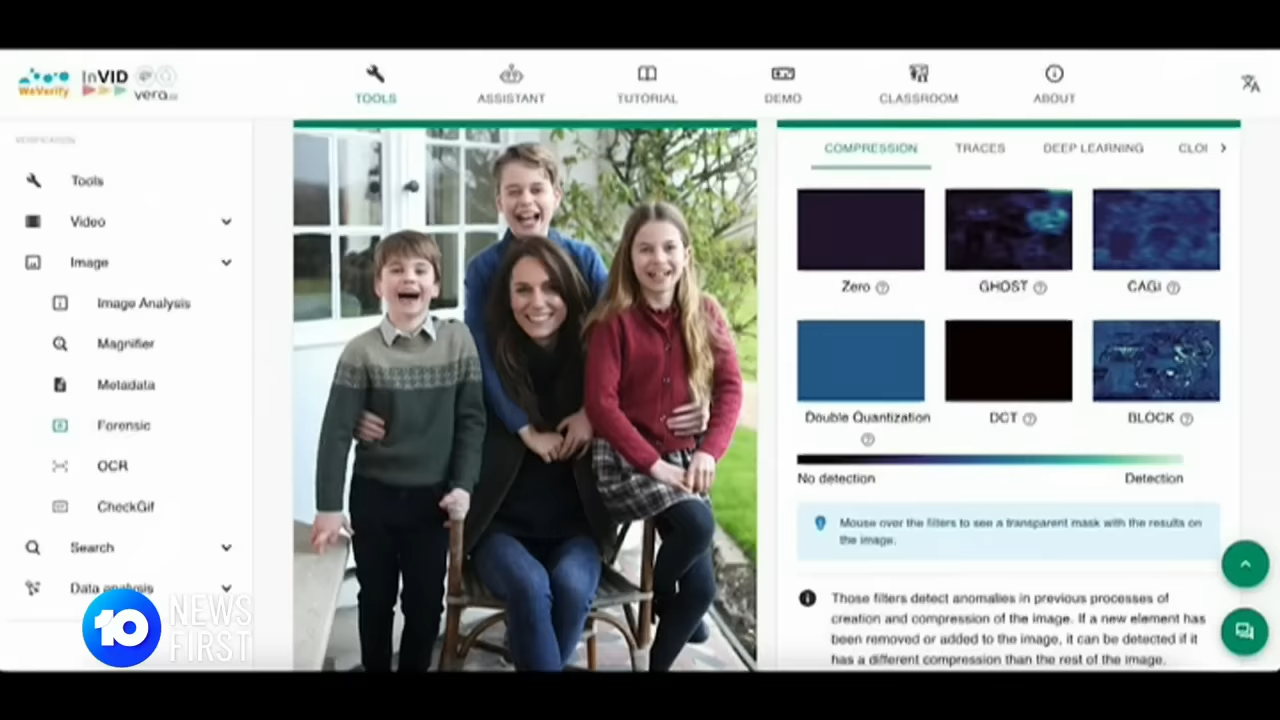 WeVerify
InVID
vera.ai
TOOLS
ASSISTANT
TUTORIAL
DEMO
CLASSROOM
ABOUT
VERIFICATION
Tools
Video
Image
Image Analysis
Magnifier
Metadata
Forensic
OCR
CheckGif
Search
Data analysis
COMPRESSION
TRACES
DEEP LEARNING
CLOI
Zero
GHOST
CAGI
Double Quantization
DCT
BLOCK
No detection
Detection
Mouse over the filters to see a transparent mask with the results on
the image.
Those filters detect anomalies in previous processes of
creation and compression of the image. If a new element has
been removed or added to the image, it can be detected if it
has a different compression than the rest of the image.
10
NEWS
FIRST